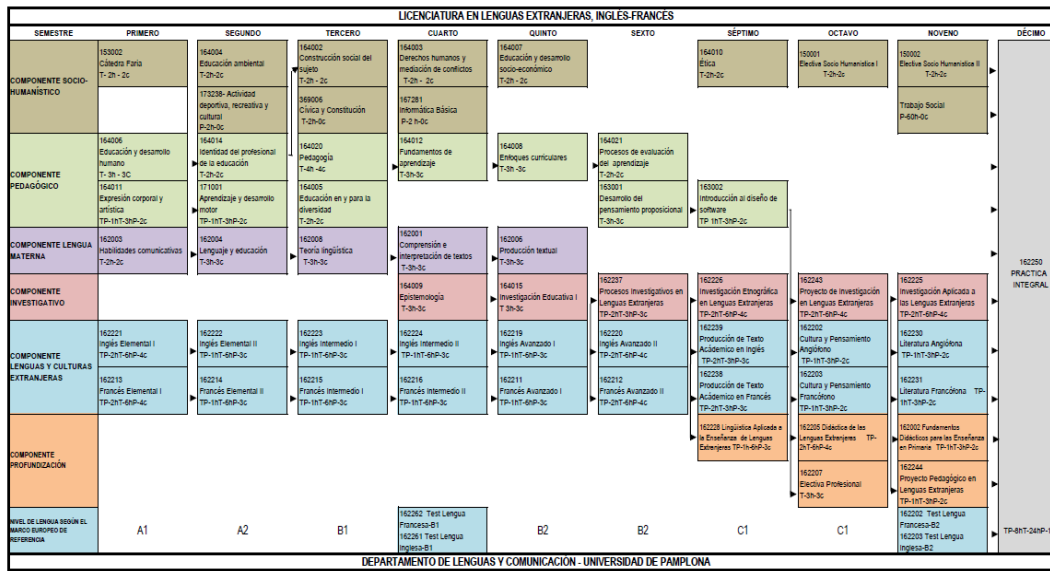 LICENCIATURA EN LENGUAS EXTRANJERAS, INGLÉS-FRANCÉS
SEMESTRE PRIMERO SEGUNDO TERCERO CUARTO QUINTO SEXTO SÉPTIMO OCTAVO NOVENO DÉCIMO
COMPONENTE SOCIO-
HUMANÍSTICO
153002
Cátedra Faria
T- 2h - 2c
164004
Educación ambiental
T-2h-2c
173238- Actividad
deportiva, recreativa y
cultural
P-2h-0c
164002
Construcción social del
sujeto
T-2h - 2c
369006
Cívica y Constitución
T-2h-0c
164003
Derechos humanos y
mediación de conflictos
T-2h - 2c
167281
Informática Básica
P-2 h-0c
164007
Educación y desarrollo
socio-económico
T-2h - 2c
164010
Ética
T-2h-2c
150001
Electiva Socio Humanística I
T-2h-2c
150002
Electiva Socio Humanística II
T-2h-2c
Trabajo Social
P-60h-0c
COMPONENTE
PEDAGÓGICO
164006
Educación y desarrollo
humano
T- 3h - 3C
164011
Expresión corporal y
artística
TP-1hT-3hP-2c
164014
Identidad del profesional
de la educación
T-2h-2c
171001
Aprendizaje y desarrollo
motor
TP-1hT-3hP-2c
164020
Pedagogía
T-4h -4c
164005
Educación en y para la
diversidad
T-2h-2c
164012
Fundamentos de
aprendizaje
T-3h-3c
164008
Enfoques curriculares
T-3h -3c
164021
Procesos de evaluación
del aprendizaje
T-2h-2c
163001
Desarrollo del
pensamiento proposicional
T-3h-3c
163002
Introducción al diseño de
software
TP 1hT-3hP-2c
COMPONENTE LENGUA
MATERNA
162003
Habilidades comunicativas
T-2h-2c
162004
Lenguaje y educación
T-3h-3c
162008
Teoría lingüística
T-3h-3c
162001
Comprensión e
interpretación de textos
T-3h-3c
162006
Producción textual
T-3h-3c
COMPONENTE
INVESTIGATIVO
164009
Epistemología
T-3h-3c
164015
Investigación Educativa I
T 3h-3c
162237
Procesos Investigativos en
Lenguas Extranjeras
TP-2hT-3hP-3c
162226
Investigación Etnográfica
en Lenguas Extranjeras
TP-2hT-6hP-4c
162243
Proyecto de Investigación
en Lenguas Extranjeras
TP-2hT-6hP-4c
162225
Investigación Aplicada a
las Lenguas Extranjeras
TP-2hT-6hP-4c
COMPONENTE
LENGUAS Y CULTURAS
EXTRANJERAS
162221
Inglés Elemental I
TP-2hT-6hP-4c
162213
Francés Elemental I
TP-2hT-6hP-4c
162222
Inglés Elemental II
TP-1hT-6hP-3c
162214
Francés Elemental II
TP-1hT-6hP-3c
162223
Inglés Intermedio I
TP-1hT-6hP-3c
162215
Francés Intermedio I
TP-1hT-6hP-3c
162224
Inglés Intermedio II
TP-1hT-6hP-3c
162216
Francés Intermedio II
TP-1hT-6hP-3c
162219
Inglés Avanzado I
TP-1hT-6hP-3c
162211
Francés Avanzado I
TP-1hT-6hP-3c
162220
Inglés Avanzado II
TP-2hT-6hP-4c
162212
Francés Avanzado II
TP-2hT-6hP-4c
162239
Producción de Texto
Académico en Inglés
TP-2hT-3hP-3c
162238
Producción de Texto
Académico en Francés
TP-2hT-3hP-3c
162202
Cultura y Pensamiento
Anglófono
TP-1hT-3hP-2c
162203
Cultura y Pensamiento
Francófono
TP-1hT-3hP-2c
162230
Literatura Anglófona
TP-1hT-3hP-2c
162231
Literatura Francófona TP-
1hT-3hP-2c
COMPONENTE
PROFUNDIZACIÓN
162228 Lingüística Aplicada a
la Enseñanza de Lenguas
Extranjeras TP-1h-6hP-3c
162205 Didáctica de las
Lenguas Extranjeras TP-
2hT-6hP-4c
162207
Electiva Profesional
T-3h-3c
162002 Fundamentos
Didácticos para las Enseñanza
en Primaria TP-1hT-3hP-2c
162244
Proyecto Pedagógico en
Lenguas Extranjeras
TP-1hT-3hP-2c
162250
PRACTICA
INTEGRAL
NIVEL DE LENGUA SEGÚN EL
MARCO EUROPEO DE
REFERENCIA
A1
A2
B1
162262 Test Lengua
Francesa-B1
162261 Test Lengua
Inglesa-B1
B2
B2
C1
C1
162202 Test Lengua
Francesa-B2
162203 Test Lengua
Inglesa-B2
TP-8hT-24hP-1
DEPARTAMENTO DE LENGUAS Y COMUNICACIÓN - UNIVERSIDAD DE PAMPLONA